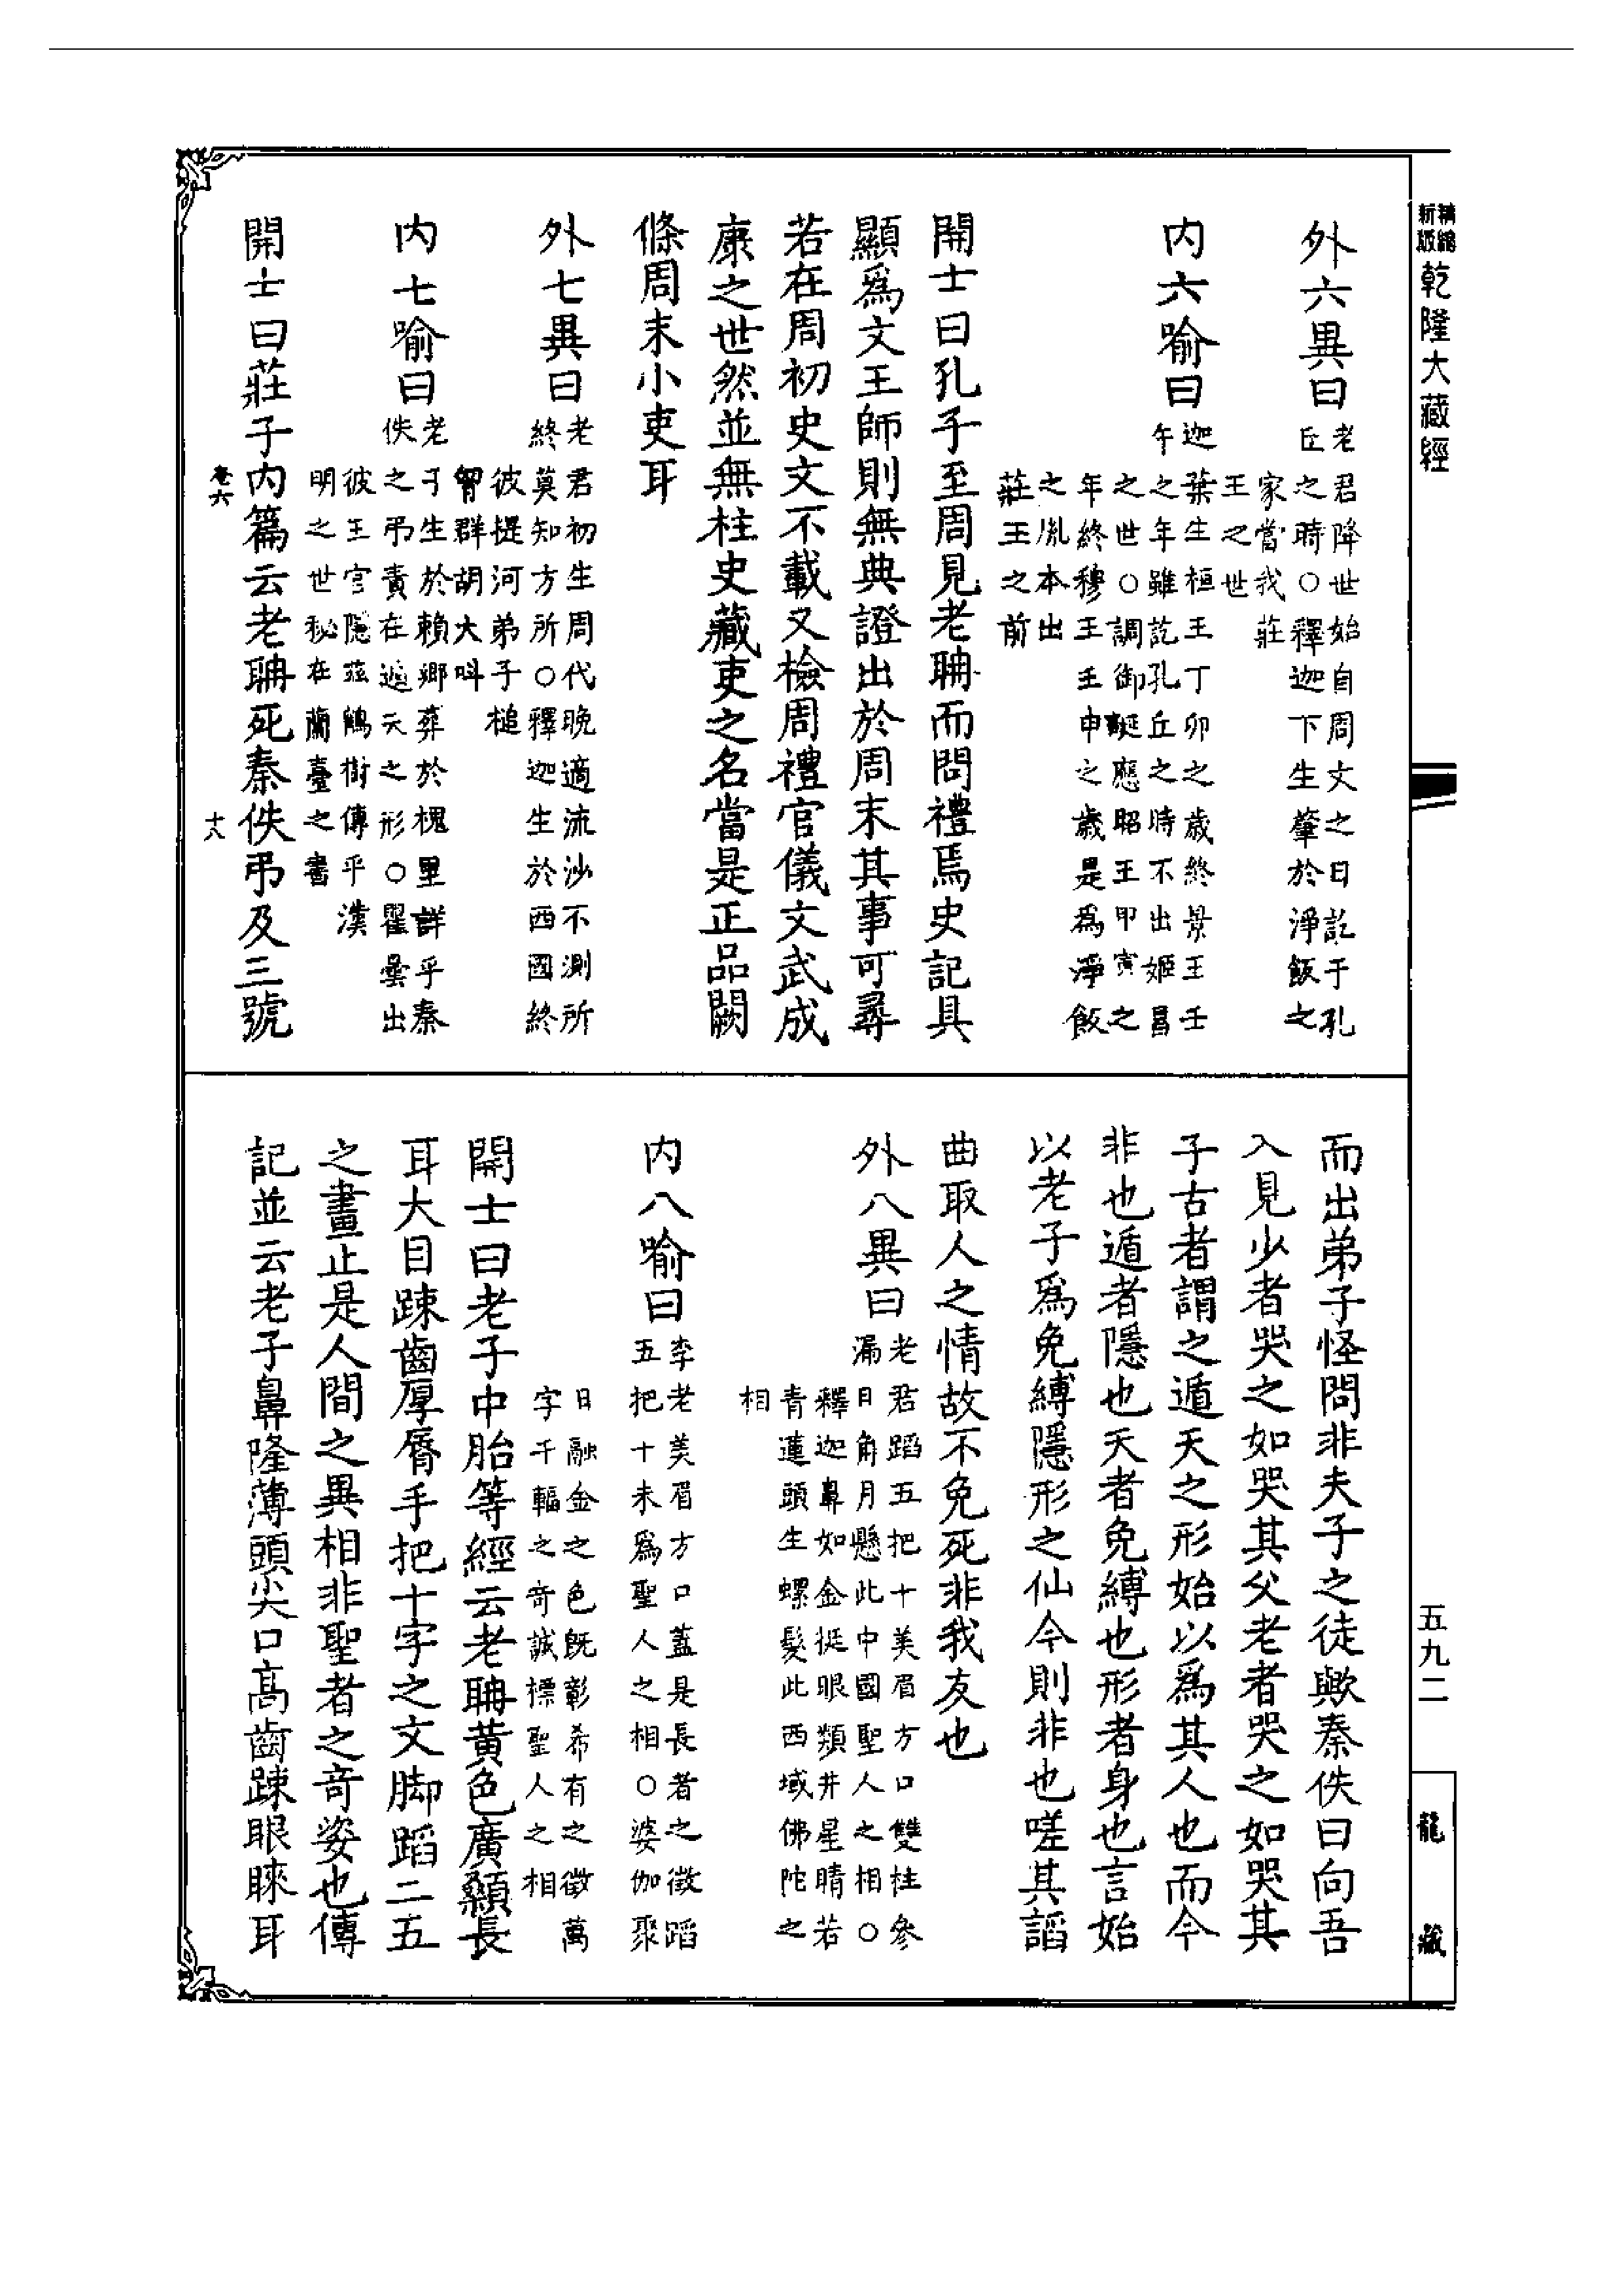 精縮新版乾隆大藏經
外六異曰老君降世始自周文之日訖于孔
丘之時○釋迦下生肇於淨飯之
家當我莊
王之世
内六喻曰迦葉生桓王丁卯之歲終景王壬
午之年雖訖孔丘之時不出姬昌
之世○調御誕應昭王甲寅之
年終穆王壬申之歲是為淨飯
之胤本出
莊王之前
開士曰孔子至周見老聃而問禮焉史記具
顯爲文王師則無典證出於周末其事可尋
若在周初史文不載又檢周禮官儀文武成
康之世然並無柱史藏吏之名當是正品闕
條周末小吏耳
外七異曰老君初生周代晚適流沙不測所
終莫知方所○釋迦生於西國終
彼提河弟子槌
胷群胡大呌
内七喻曰老子生於賴鄉葬於槐里詳乎秦
佚之弔責在遁天之形○瞿曇出
彼王宮隱茲鶴樹傳乎漢
明之世秘在蘭臺之書
開士曰莊子内篇云老聃死秦佚弔及三號
卷六
十八
而出弟子怪問非夫子之徒歟秦佚曰向吾
入見少者哭之如哭其父老者哭之如哭其
子古者謂之遁天之形始以爲其人也而今
非也遁者隱也天者免縛也形者身也言始
以老子爲免縛隱形之仙今則非也嗟其諂
曲取人之情故不免死非我友也
外八異曰老君蹈五把十美眉方口雙柱參
漏日角月懸此中國聖人之相○
釋迦鼻如金挺眼類井星睛若
青蓮頭生螺髮此西域佛陀之
相
内八喻曰李老美眉方口蓋是長者之徵蹈
五把十未爲聖人之相○婆伽聚
日融金之色既彰希有之徵萬
字千輻之奇誠標聖人之相
開士曰老子中胎等經云老聃黄色廣顙長
耳大目踈齒厚脣手把十字之文脚蹈二五
之畫止是人間之異相非聖者之奇姿也傳
記並云老子鼻隆薄頭尖口高齒踈眼睞耳
五九二
龍藏